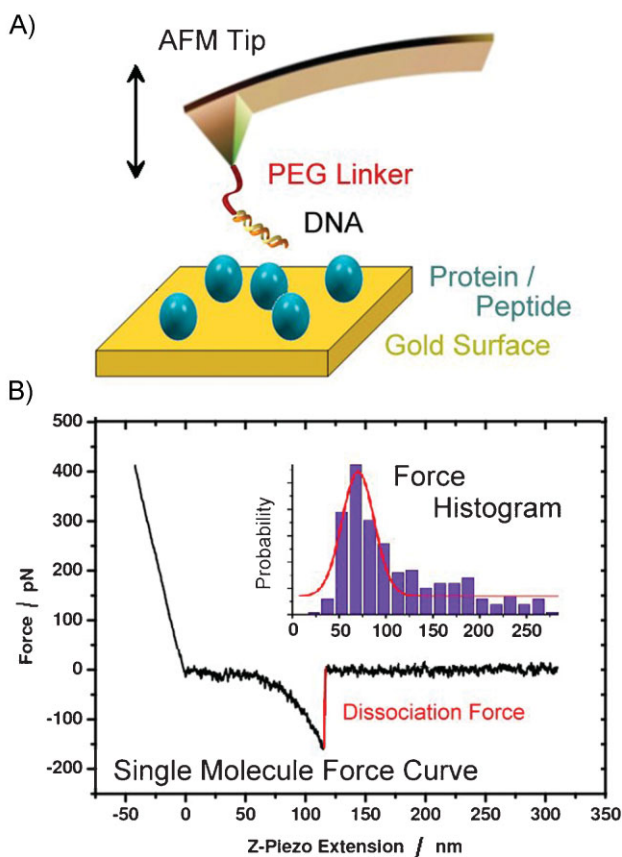 A)
AFM Tip
PEG Linker
DNA
Protein /
Peptide
Gold Surface
B)
500
400
300
200
100
0
-100
-200
Force / pN
-50 0 50 100 150 200 250 300 350
Z-Piezo Extension / nm
Force
Histogram
Probability
0 50 100 150 200 250
Dissociation Force
Single Molecule Force Curve